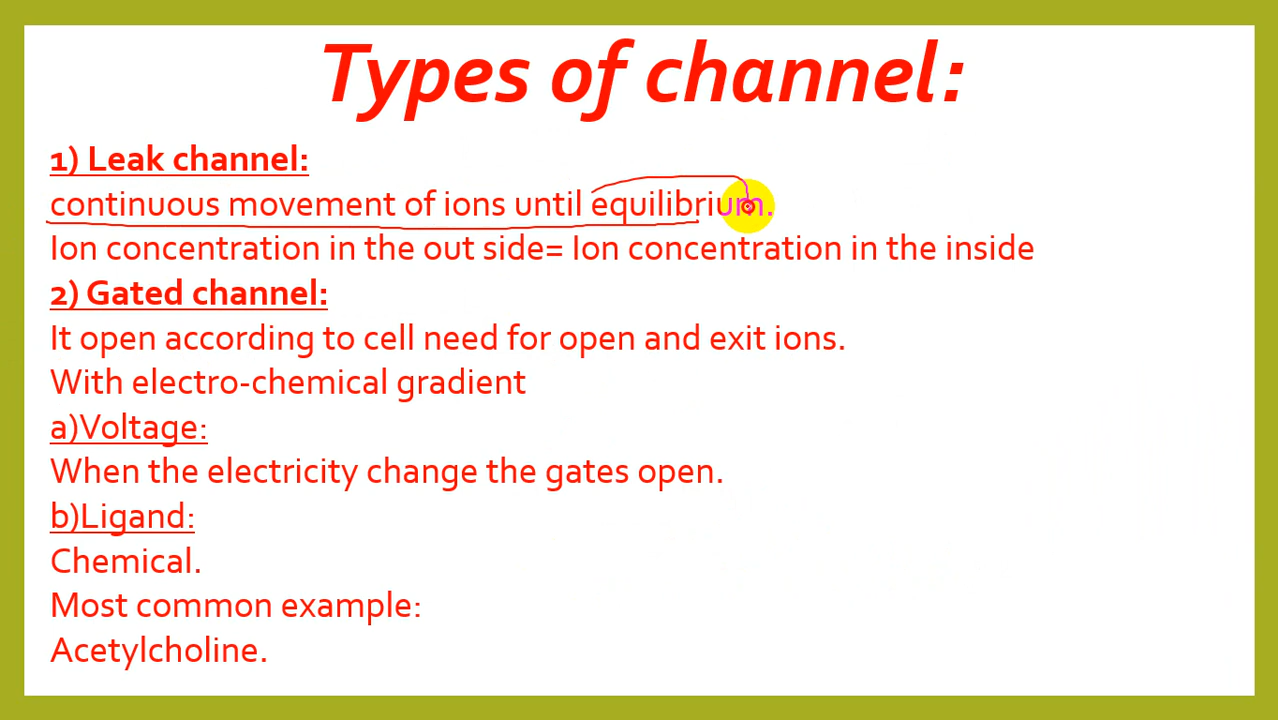 Types of channel:
1) Leak channel:
continuous movement of ions until equilibrium.
Ion concentration in the out side= Ion concentration in the inside
2) Gated channel:
It open according to cell need for open and exit ions.
With electro-chemical gradient
a)Voltage:
When the electricity change the gates open.
b)Ligand:
Chemical.
Most common example:
Acetylcholine.